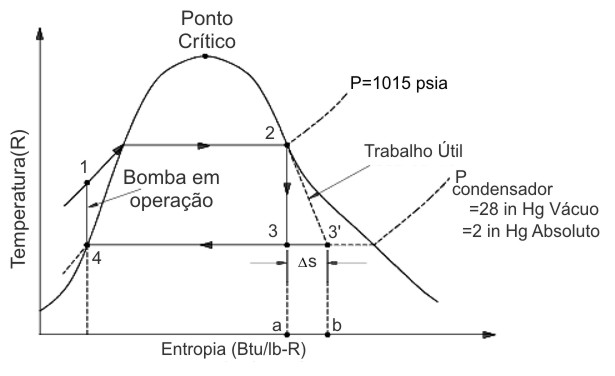 Ponto
Crítico
P=1015 psia
2
Trabalho Útil
1
Bomba em
operação
P
condensador
=28 in Hg Vácuo
=2 in Hg Absoluto
3
3'
4
Δs
a
b
Temperatura(R)
Entropia (Btu/lb-R)